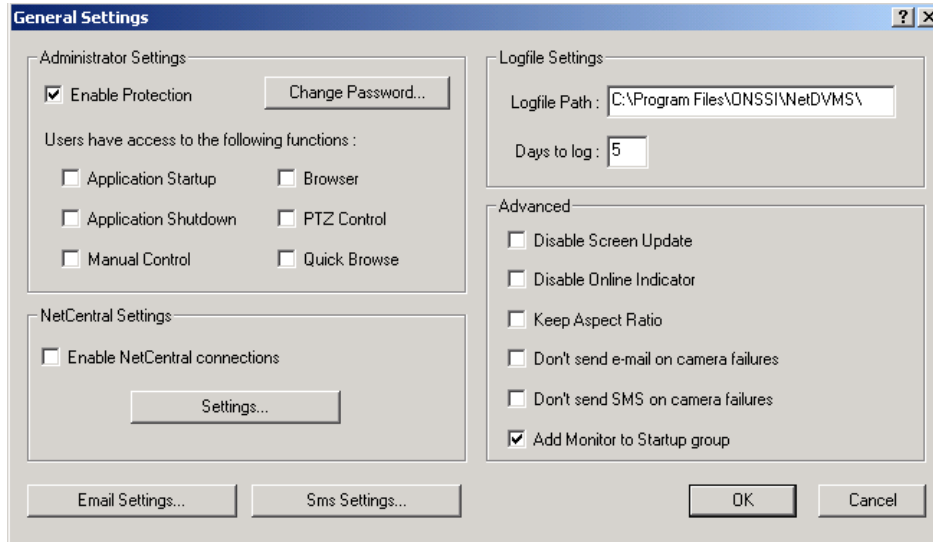 General Settings
Administrator Settings
Enable Protection
Change Password...
Users have access to the following functions :
Application Startup
Browser
Application Shutdown
PTZ Control
Manual Control
Quick Browse
NetCentral Settings
Enable NetCentral connections
Settings...
Logfile Settings
Logfile Path : C:\Program Files\ONSSI\NetDVMS\
Days to log : 5
Advanced
Disable Screen Update
Disable Online Indicator
Keep Aspect Ratio
Don't send e-mail on camera failures
Don't send SMS on camera failures
Add Monitor to Startup group
Email Settings...
Sms Settings...
OK
Cancel